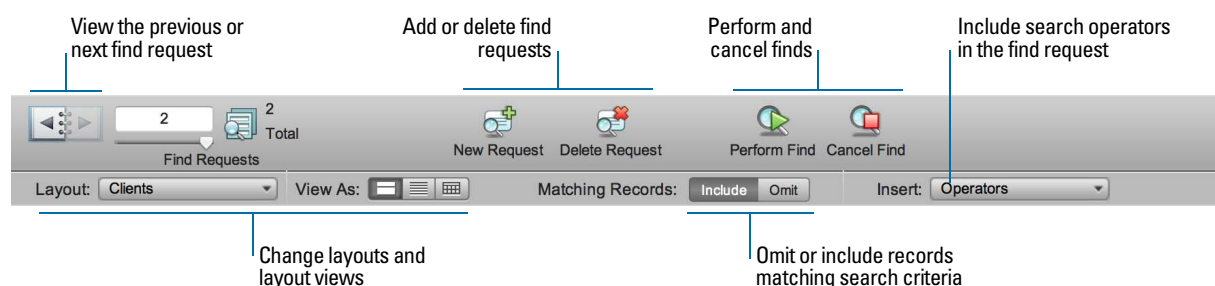 View the previous or
next find request
Add or delete find
requests
Perform and
cancel finds
Include search operators
in the find request
2
2
Total
Find Requests
New Request
Delete Request
Perform Find
Cancel Find
Layout: Clients
View As:
Matching Records: Include Omit
Insert: Operators
Change layouts and
layout views
Omit or include records
matching search criteria